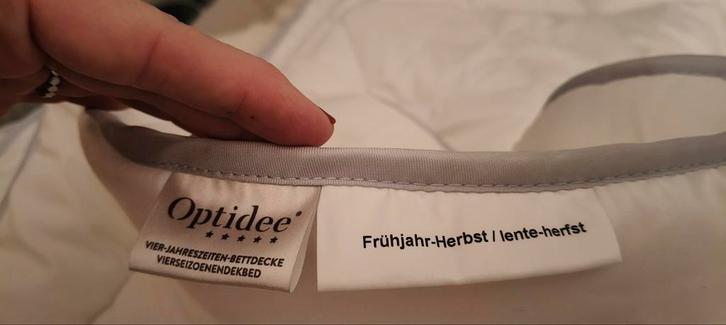 Optidee®
★★★★★
VIER-JAHRESZEITEN-BETTDECKE
VIERSEIZOENENDEKBED
Frühjahr-Herbst / lente-herfst